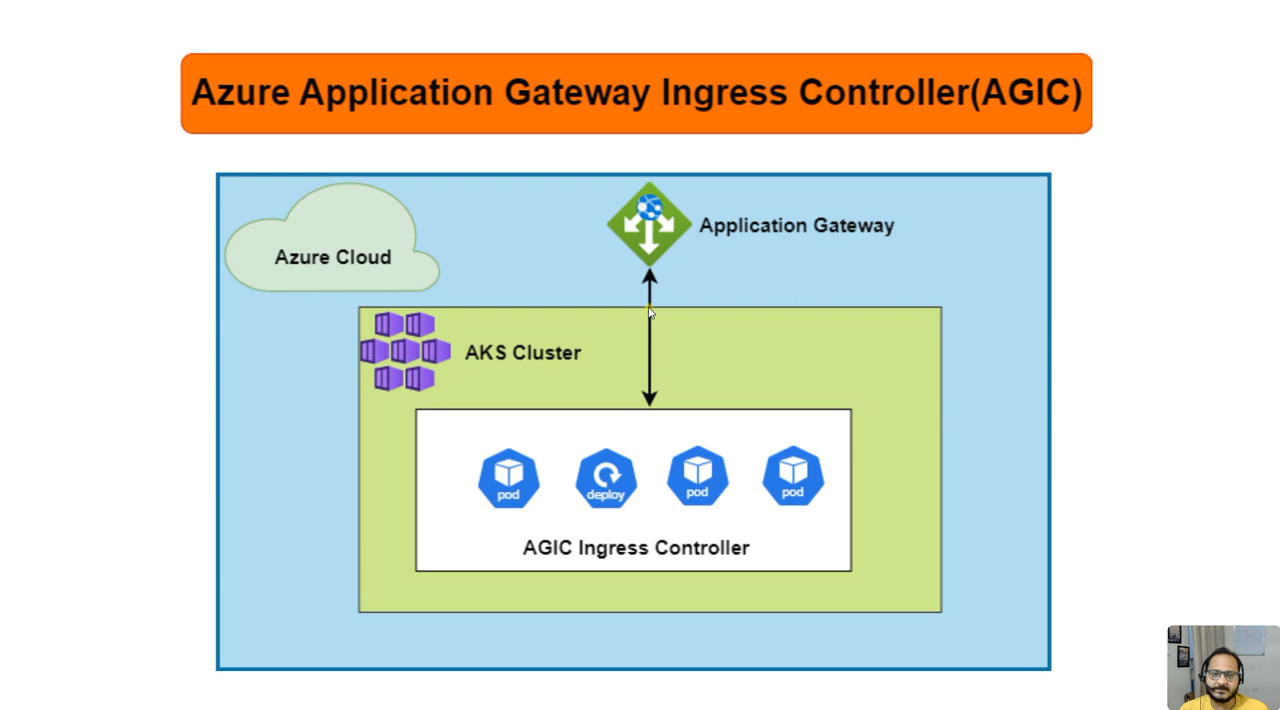 Azure Application Gateway Ingress Controller(AGIC)
Application Gateway
Azure Cloud
AKS Cluster
pod
deploy
pod
pod
AGIC Ingress Controller